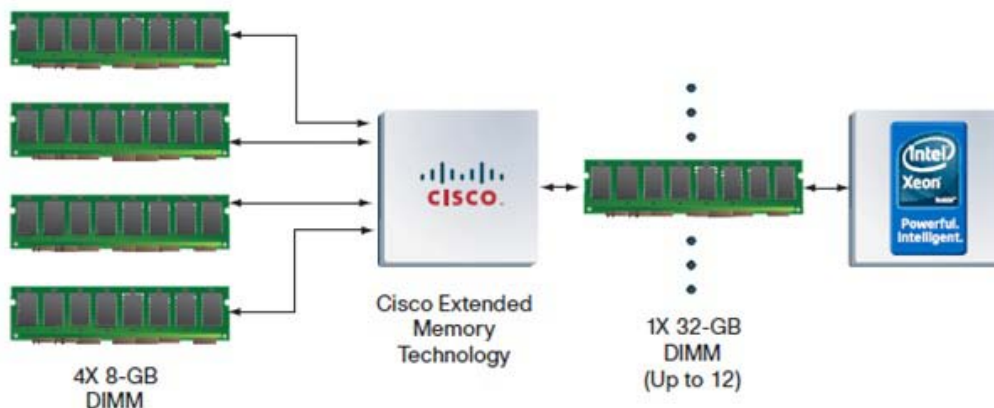 4X 8-GB
DIMM
CISCO
Cisco Extended
Memory
Technology
1X 32-GB
DIMM
(Up to 12)
intel
Xeon
Powerful.
Intelligent.